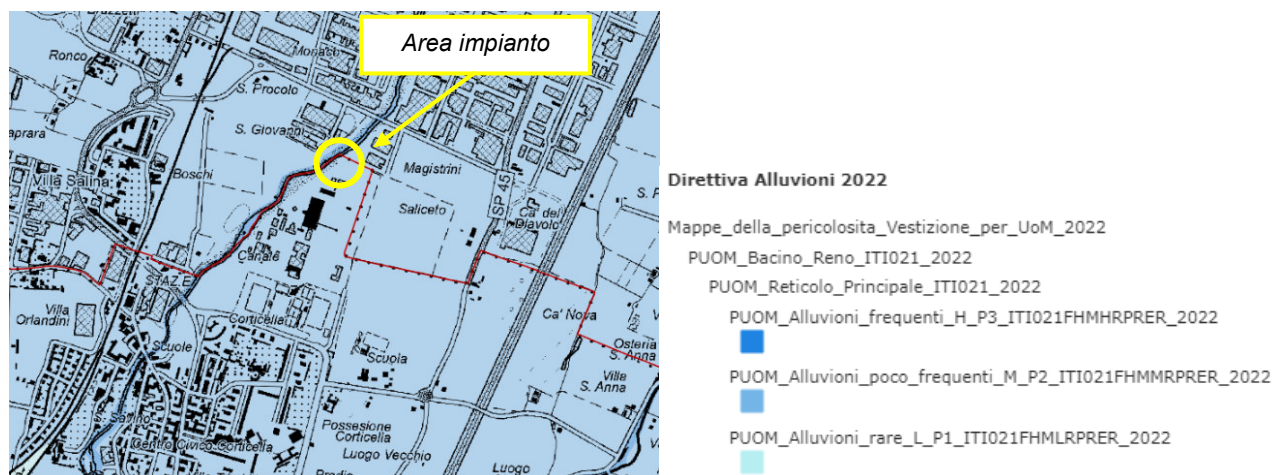 Area impianto
Ronco
Monaco
S. Procolo
S. Giovanni
aprara
Magistrini
Boschi
Villa Salina
SP 45
Saliceto
Ca' del
Diavolo
Canale
STAZ.E
Villa
Orlandini
Corticella
Ca' Nova
Scuole
Osteria
S. Anna
Scuola
Villa
S. Anna
S. Savino
Possesione
Corticella
Centro Civico Corticella
Luogo Vecchio
Luogo
Direttiva Alluvioni 2022
Mappe_della_pericolosita_Vestizione_per_UoM_2022
PUOM_Bacino_Reno_ITI021_2022
PUOM_Reticolo_Principale_ITI021_2022
PUOM_Alluvioni_frequenti_H_P3_ITI021FHMHRPRER_2022
PUOM_Alluvioni_poco_frequenti_M_P2_ITI021FHMMRPRER_2022
PUOM_Alluvioni_rare_L_P1_ITI021FHMLRPRER_2022